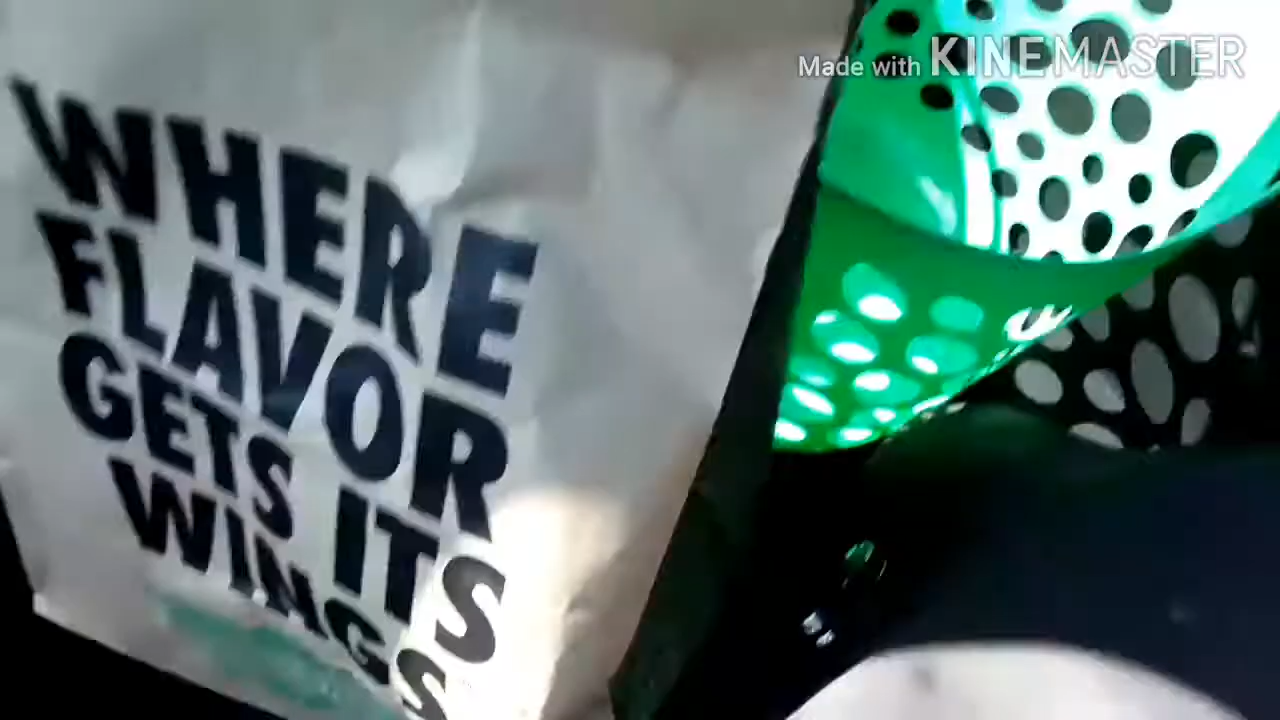 Made with KINEMASTER
WHERE
FLAVOR
GETS ITS
WINGS